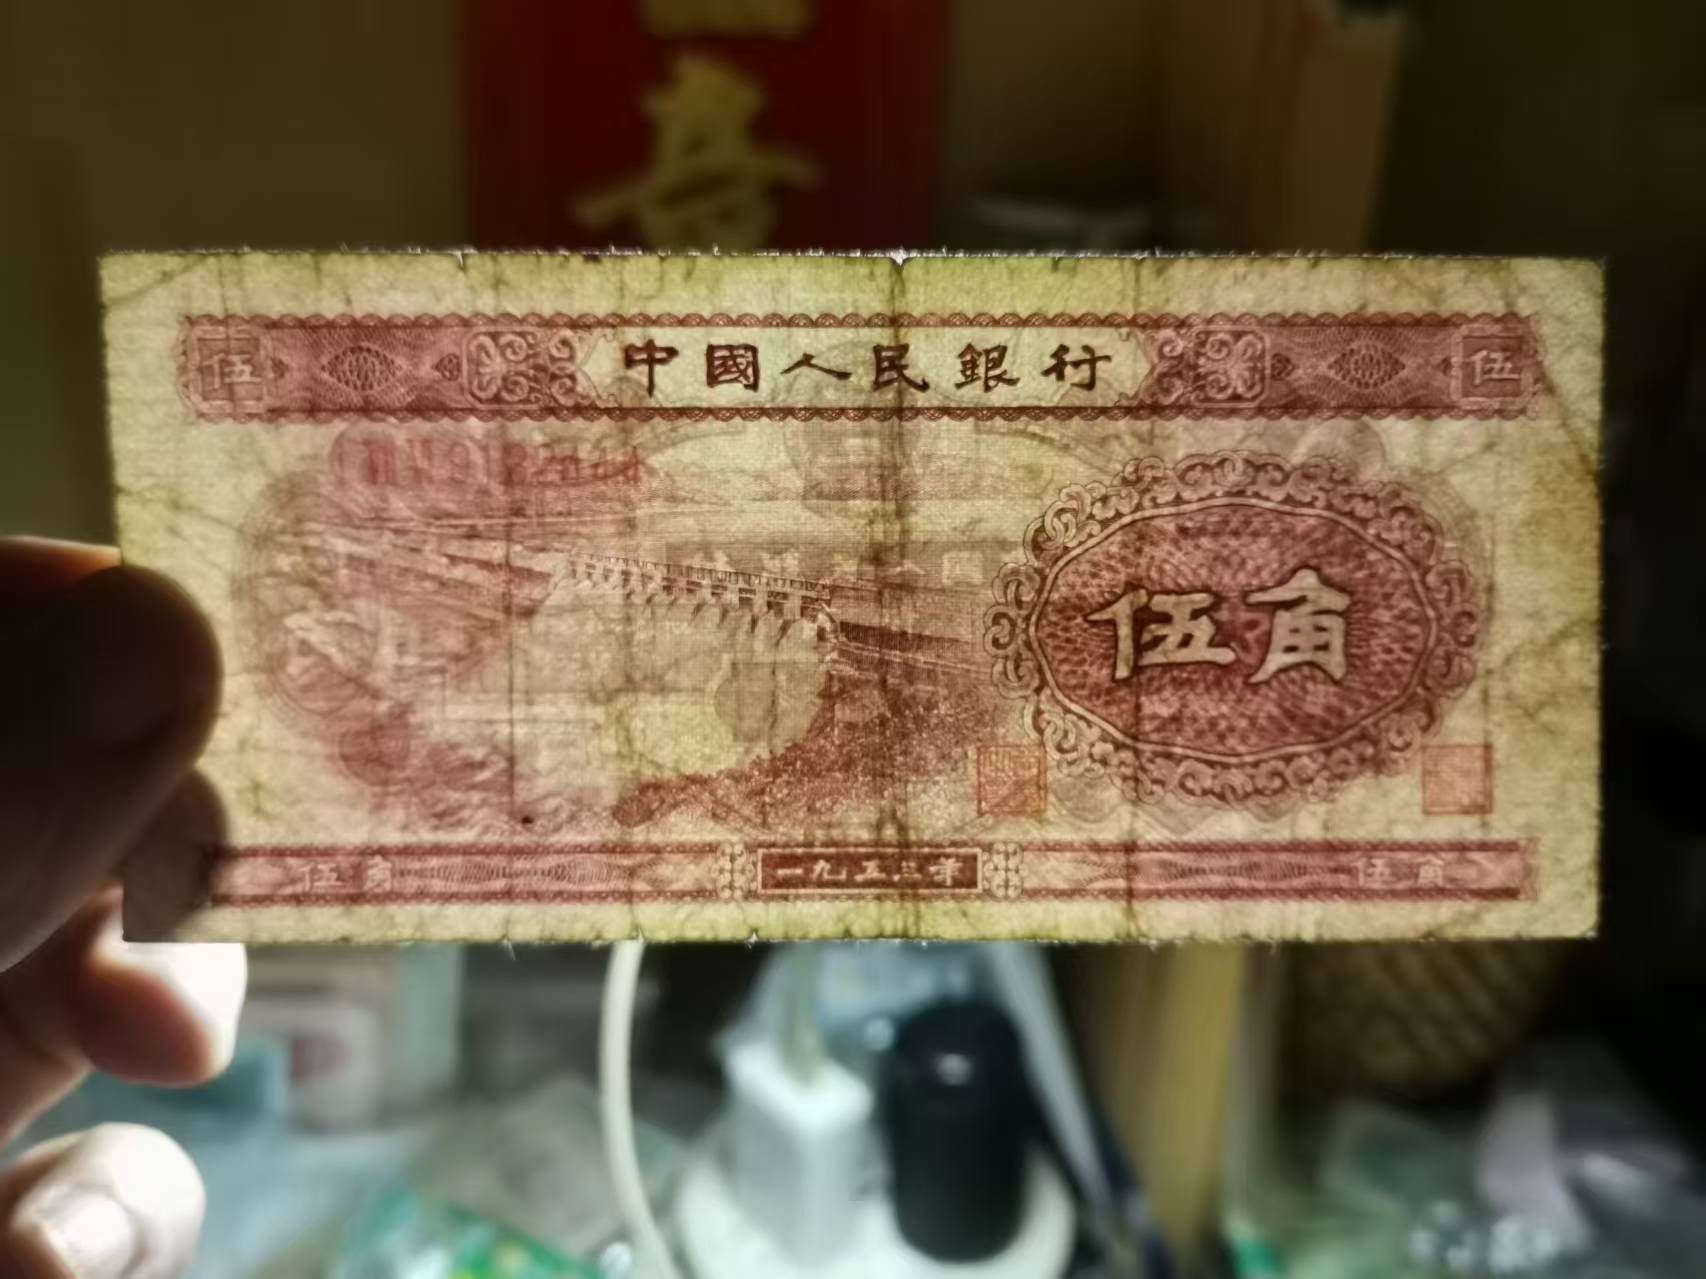 伍 中國人民銀行 伍
伍角
伍角 一九五三年 伍角